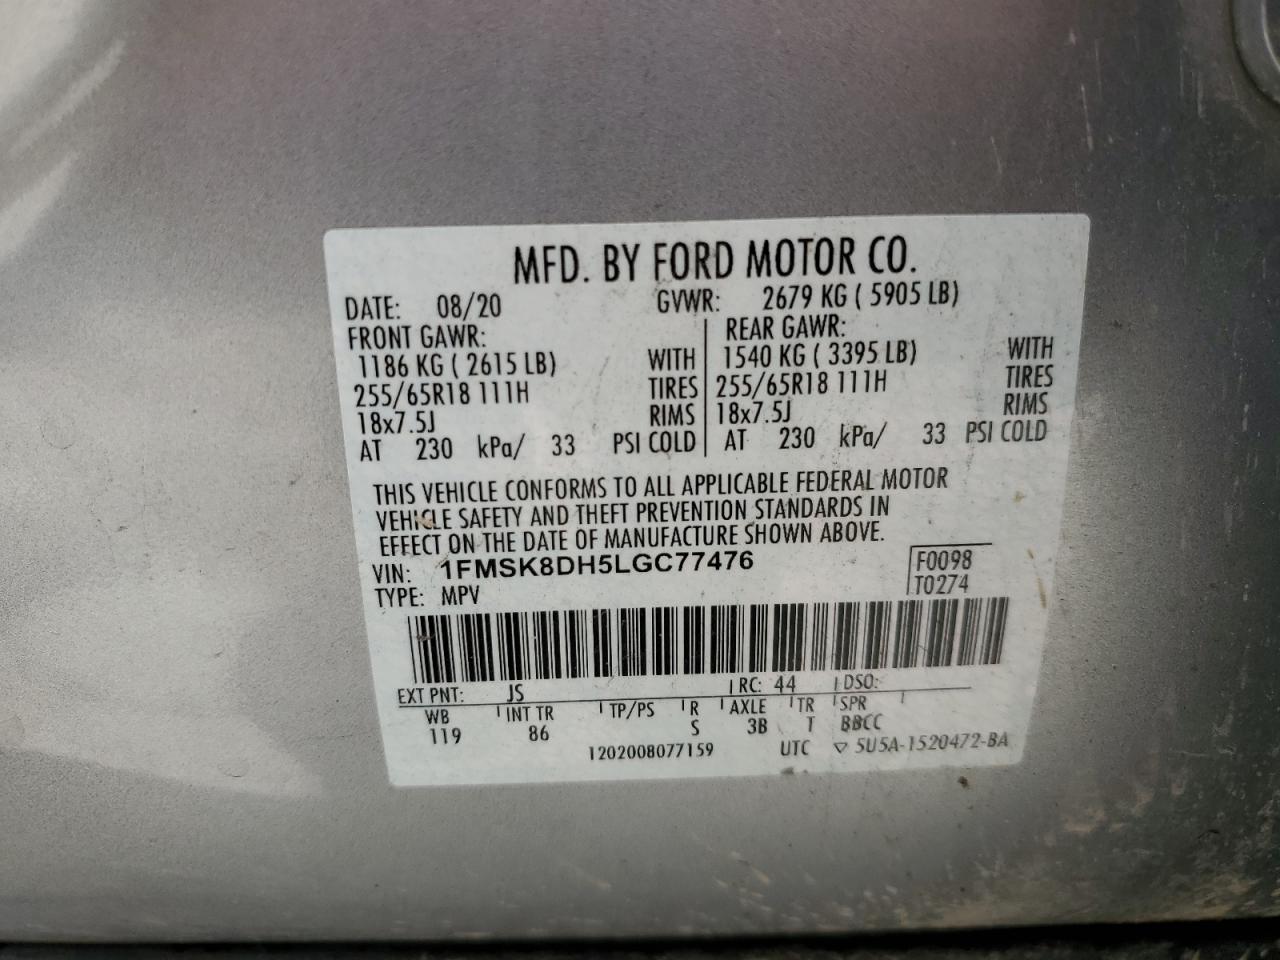 MFD. BY FORD MOTOR CO.
DATE: 08/20 GVWR: 2679 KG ( 5905 LB)
FRONT GAWR: REAR GAWR:
1186 KG ( 2615 LB) WITH 1540 KG ( 3395 LB) WITH
255/65R18 111H TIRES 255/65R18 111H TIRES
18x7.5J RIMS 18x7.5J RIMS
AT 230 kPa/ 33 PSI COLD AT 230 kPa/ 33 PSI COLD
THIS VEHICLE CONFORMS TO ALL APPLICABLE FEDERAL MOTOR
VEHICLE SAFETY AND THEFT PREVENTION STANDARDS IN
EFFECT ON THE DATE OF MANUFACTURE SHOWN ABOVE.
VIN: 1FMSK8DH5LGC77476 F0098
TYPE: MPV T0274
EXT PNT: JS RC: 44 DSO:
WB INT TR TP/PS R AXLE TR SPR
119 86 S 3B T BBCC
1202008077159 UTC ▽ 5U5A-1520472-BA